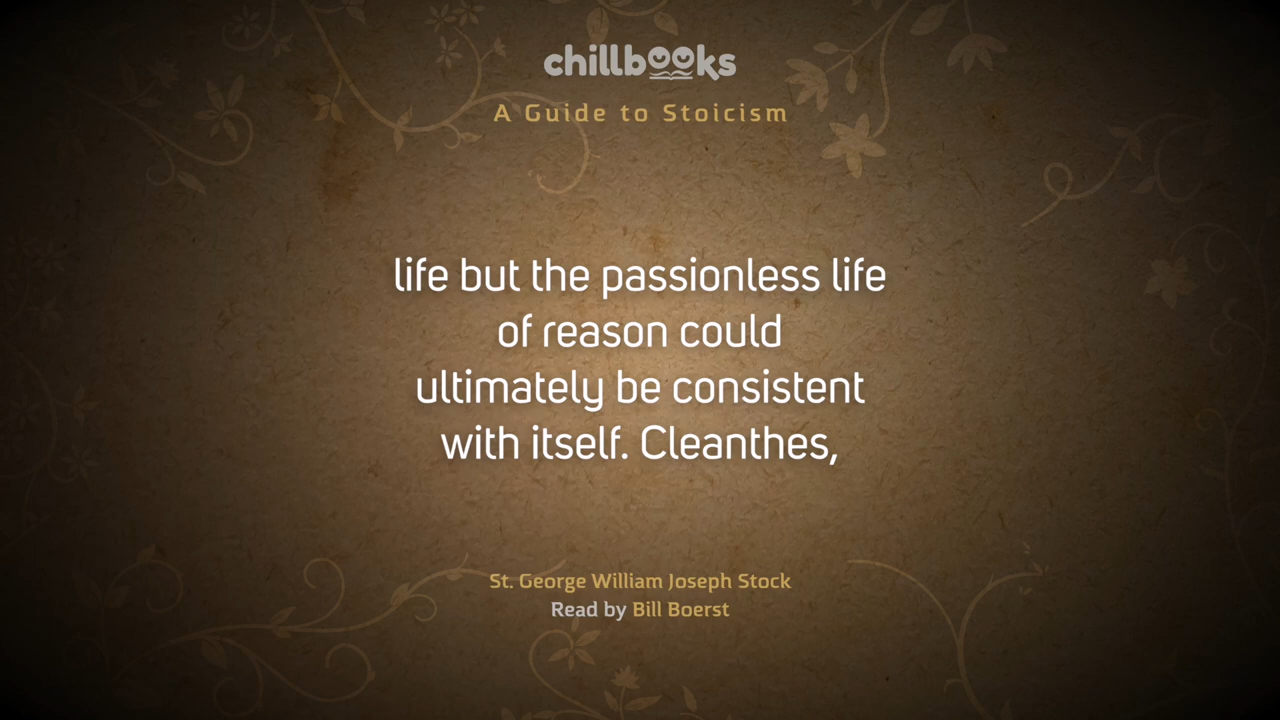 chillbooks
A Guide to Stoicism
life but the passionless life
of reason could
ultimately be consistent
with itself. Cleanthes,
St. George William Joseph Stock
Read by Bill Boerst